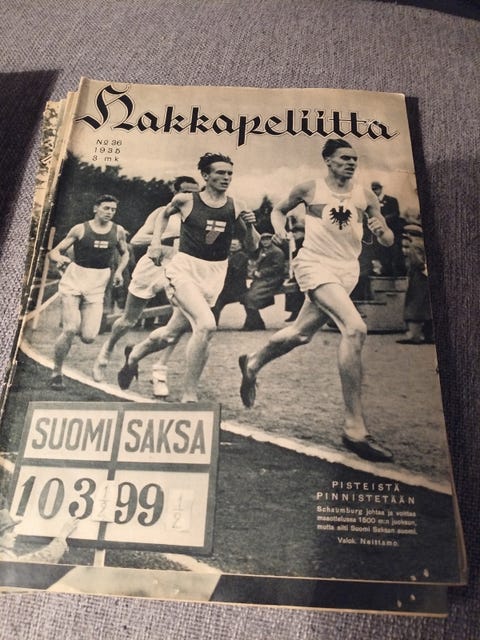 Hakkapeliitta
No 36
1935
3 mk
SUOMI SAKSA
103 1/2 99 1/2
PISTEISTÄ
PINNISTETÄÄN
Schaumburg johtaa ja voittaa
maaottelussa 1500 m:n juoksun,
mutta silti Suomi Saksan suomi.
Valok. Neittamo.